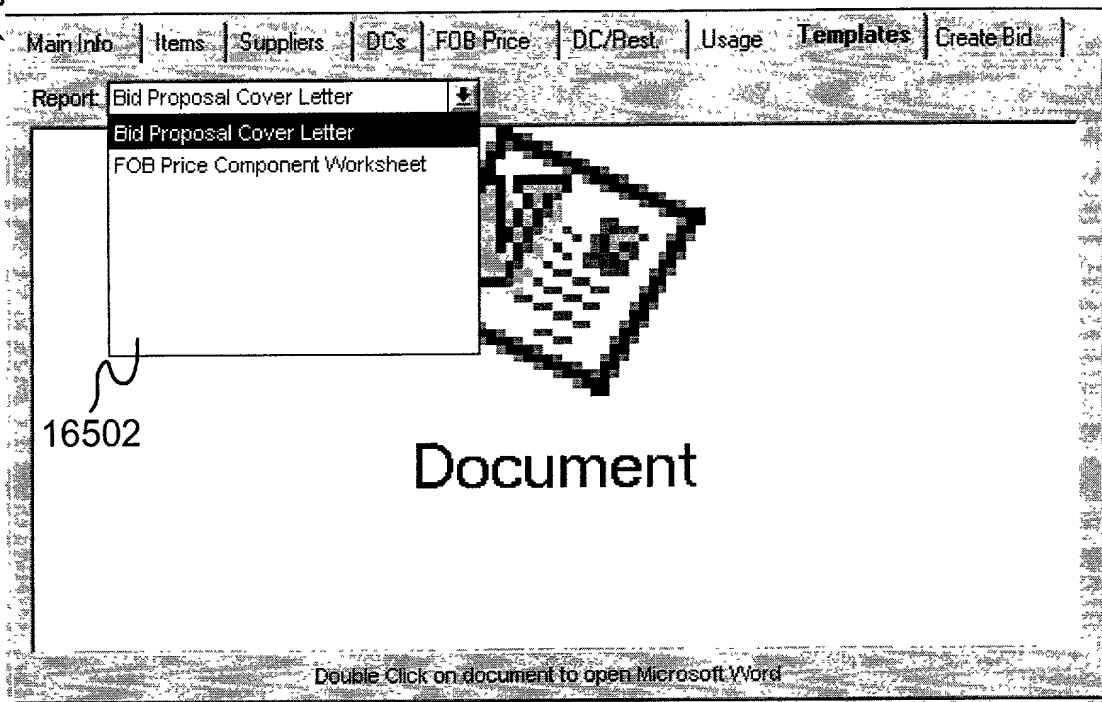 Main Info Items Suppliers DCs FOB Price DC/Rest. Usage Templates Create Bid
Report: Bid Proposal Cover Letter
Bid Proposal Cover Letter
FOB Price Component Worksheet
16502
Document
Double Click on document to open Microsoft Word